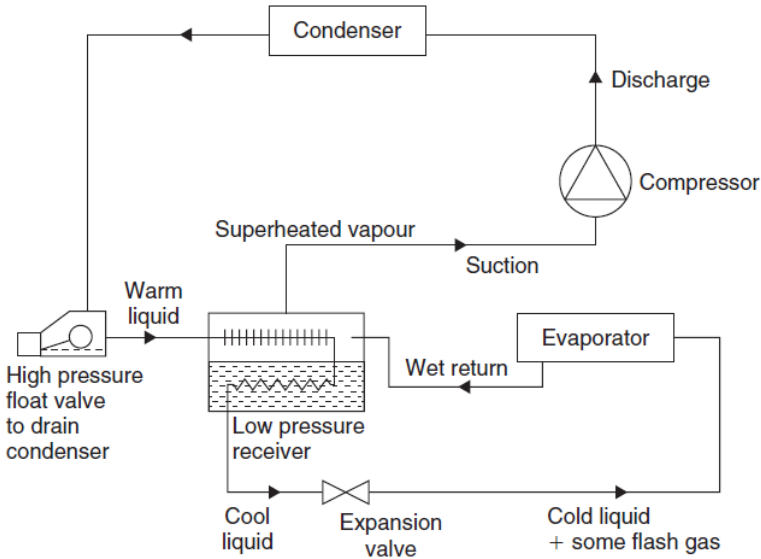 Condenser
Discharge
Compressor
Superheated vapour
Suction
Warm
liquid
Evaporator
Wet return
High pressure
float valve
to drain
condenser
Low pressure
receiver
Cool
liquid
Expansion
valve
Cold liquid
+ some flash gas